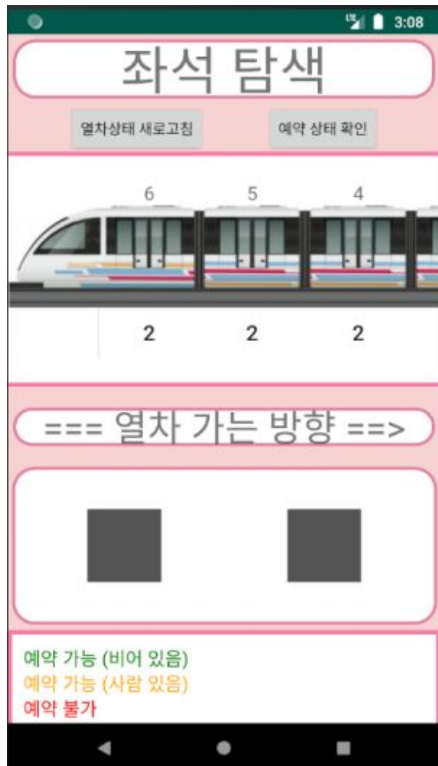 LTE 3:08
좌석 탐색
열차상태 새로고침 예약 상태 확인
6 5 4
2 2 2
=== 열차 가는 방향 ==>
예약 가능 (비어 있음)
예약 가능 (사람 있음)
예약 불가